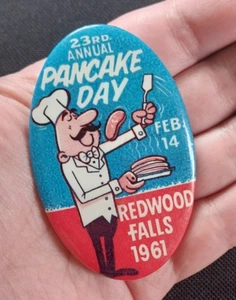 23RD.
ANNUAL
PANCAKE
DAY
FEB.
14
REDWOOD
FALLS
1961